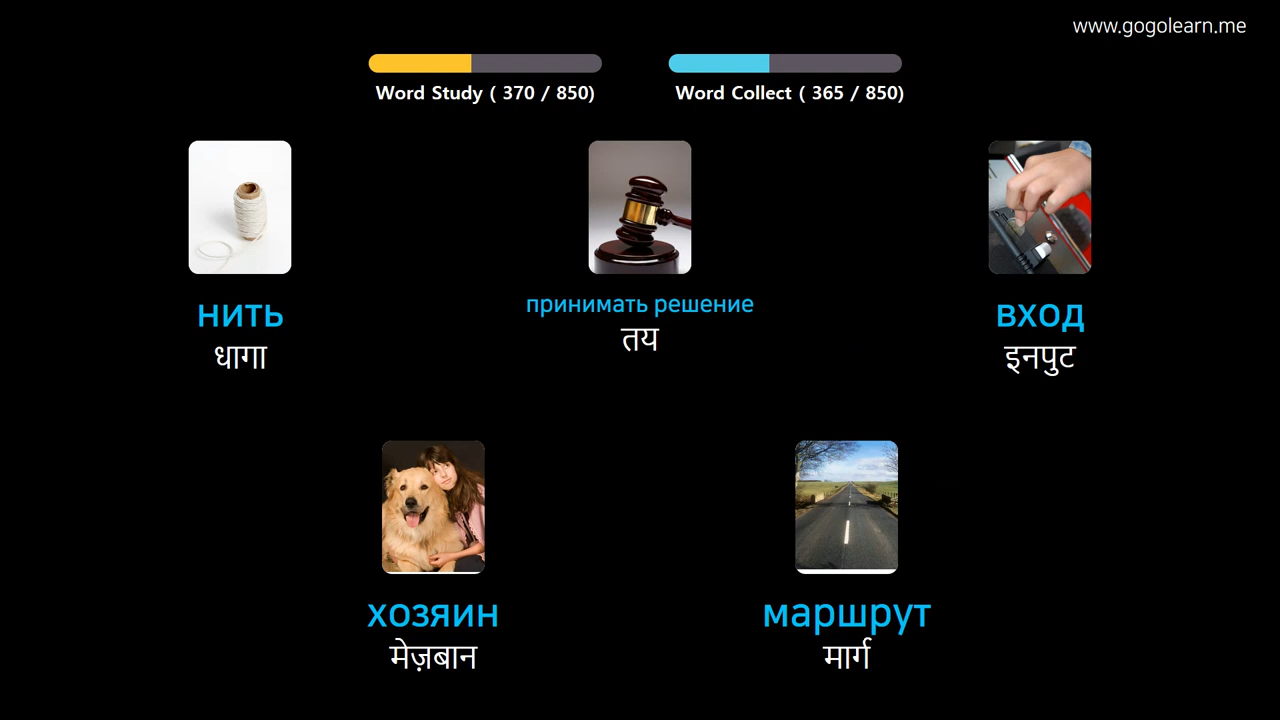 www.gogolearn.me
Word Study ( 370 / 850)
Word Collect ( 365 / 850)
нить
धागा
принимать решение
तय
вход
इनपुट
хозяин
मेज़बान
маршрут
मार्ग